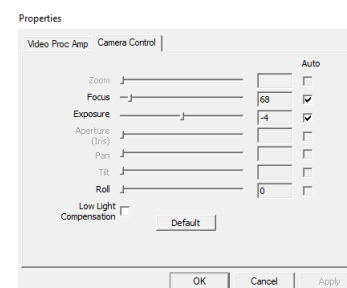 Properties
Video Proc Amp Camera Control
Auto
Zoom
Focus 68
Exposure -4
Aperture
(Iris)
Pan
Tilt
Roll 0
Low Light
Compensation
Default
OK Cancel Apply